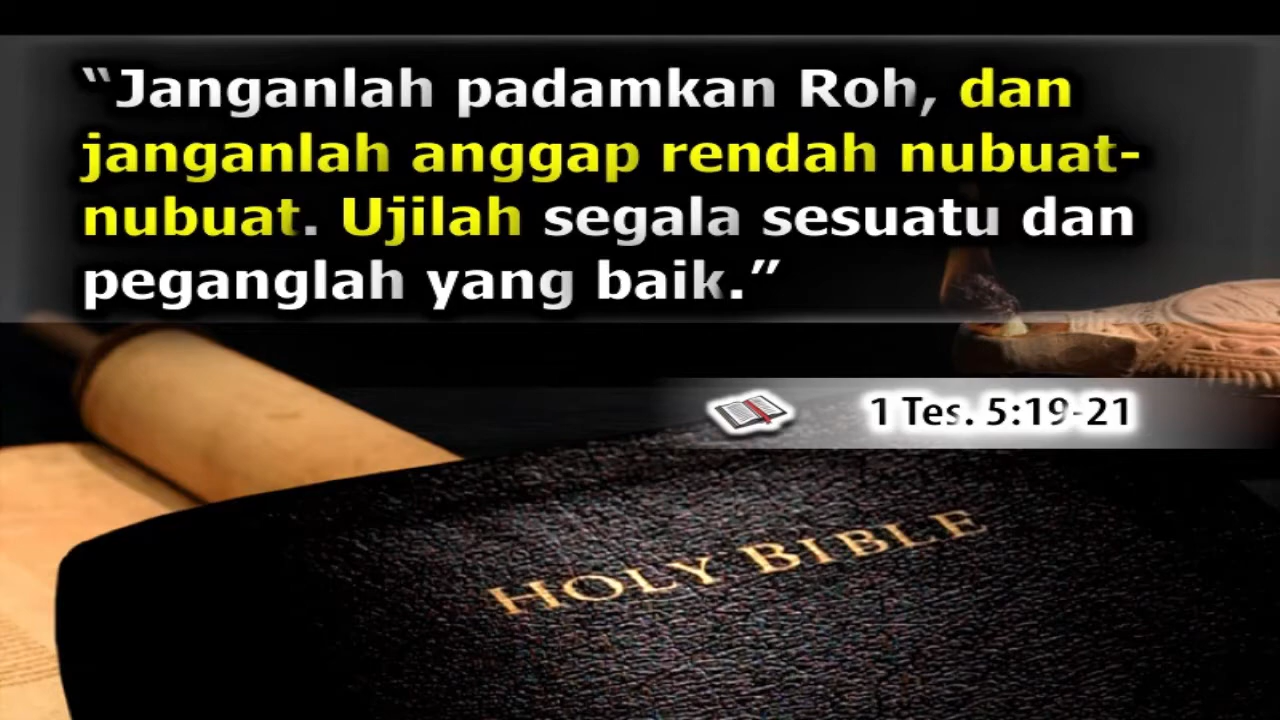 “Janganlah padamkan Roh, dan
janganlah anggap rendah nubuat-
nubuat. Ujilah segala sesuatu dan
peganglah yang baik.”
1 Tes. 5:19-21
HOLY BIBLE